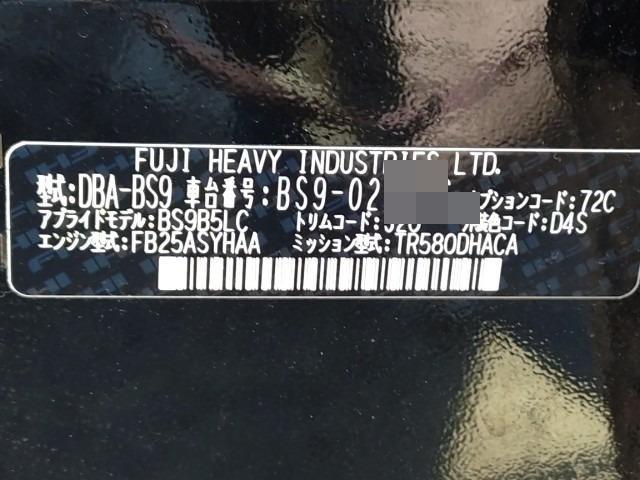 FUJI HEAVY INDUSTRIES LTD.
型式:DBA-BS9 車台番号:BS9-02 オプションコード:72C
アプライドモデル:BS9B5LC トリムコード: 外装色コード:D4S
エンジン型式:FB25ASYHAA ミッション型式:TR580DHACA